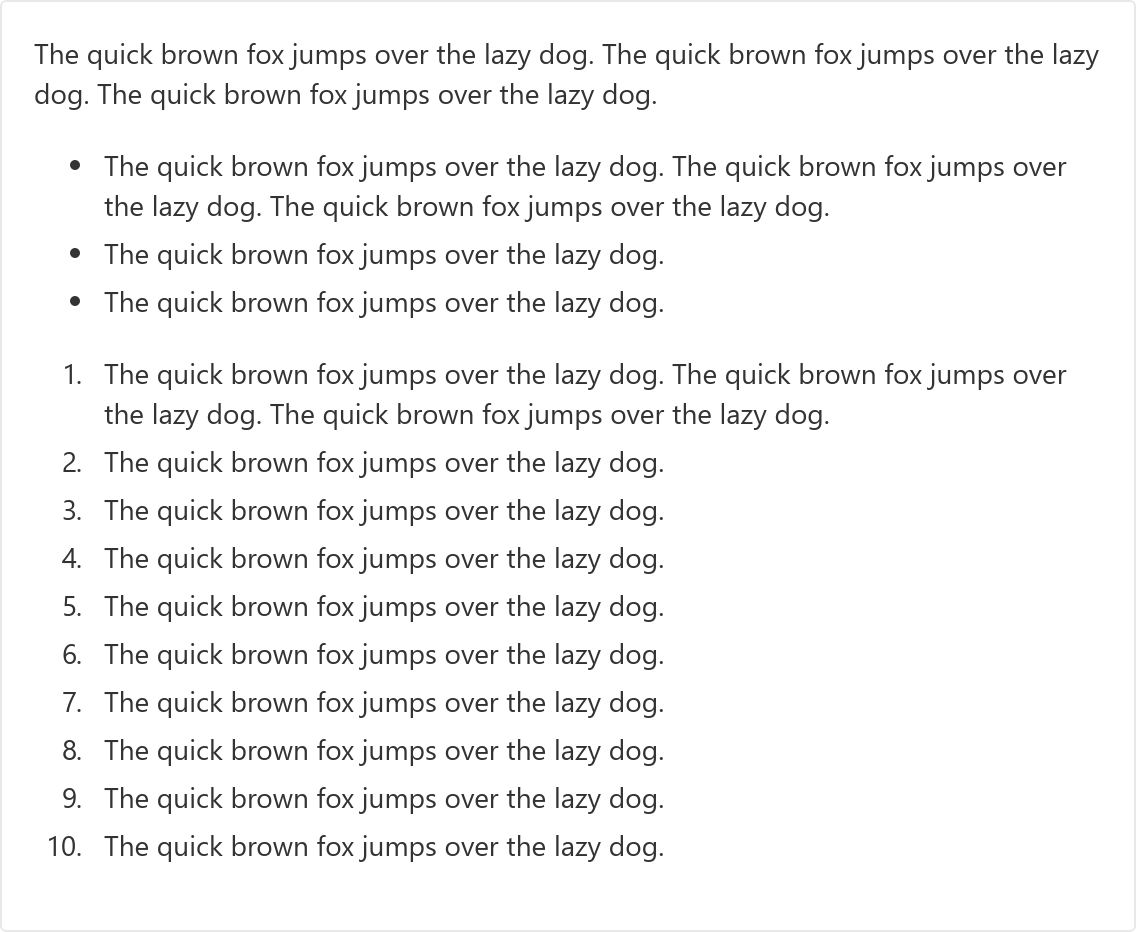 The quick brown fox jumps over the lazy dog. The quick brown fox jumps over the lazy
dog. The quick brown fox jumps over the lazy dog.
• The quick brown fox jumps over the lazy dog. The quick brown fox jumps over
the lazy dog. The quick brown fox jumps over the lazy dog.
• The quick brown fox jumps over the lazy dog.
• The quick brown fox jumps over the lazy dog.
1. The quick brown fox jumps over the lazy dog. The quick brown fox jumps over
the lazy dog. The quick brown fox jumps over the lazy dog.
2. The quick brown fox jumps over the lazy dog.
3. The quick brown fox jumps over the lazy dog.
4. The quick brown fox jumps over the lazy dog.
5. The quick brown fox jumps over the lazy dog.
6. The quick brown fox jumps over the lazy dog.
7. The quick brown fox jumps over the lazy dog.
8. The quick brown fox jumps over the lazy dog.
9. The quick brown fox jumps over the lazy dog.
10. The quick brown fox jumps over the lazy dog.